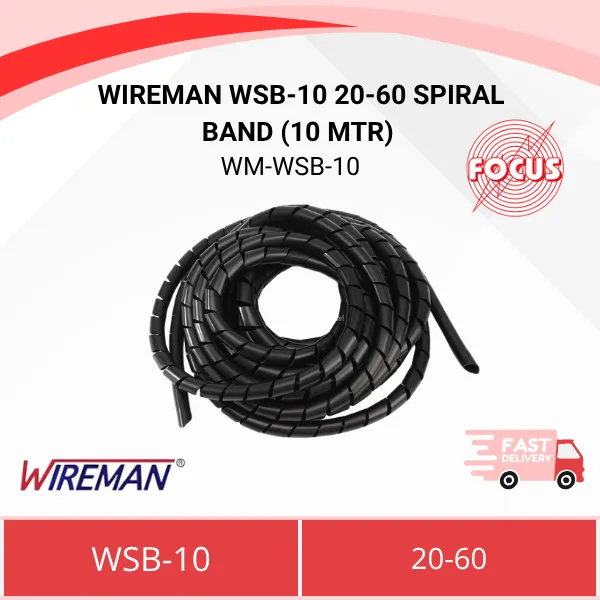 WIREMAN WSB-10 20-60 SPIRAL
BAND (10 MTR)
WM-WSB-10
FOCUS
WIREMAN®
FAST
DELIVERY
WSB-10
20-60